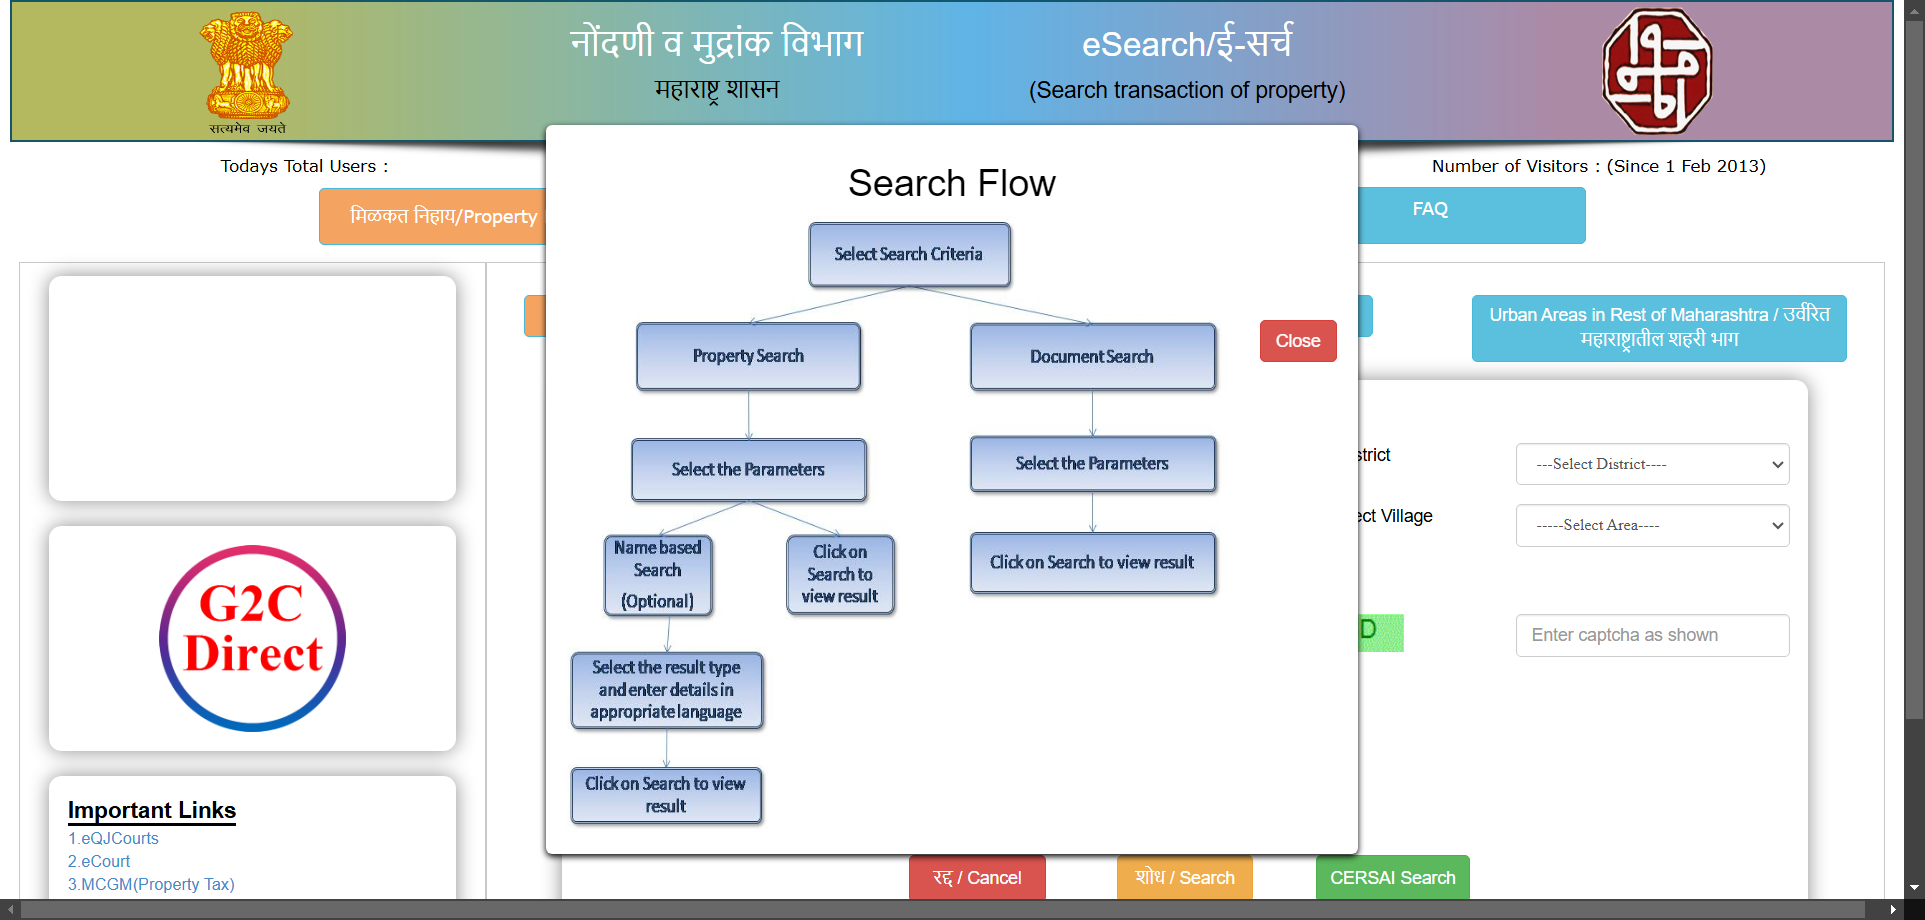 नोंदणी व मुद्रांक विभाग
महाराष्ट्र शासन
eSearch/ई-सर्च
(Search transaction of property)
सत्यमेव जयते
Todays Total Users :
Number of Visitors : (Since 1 Feb 2013)
मिळकत निहाय/Property
FAQ
Search Flow
Select Search Criteria
Property Search
Document Search
Close
Select the Parameters
Select the Parameters
Name based
Search
(Optional)
Click on
Search to
view result
Click on Search to view result
Select the result type
and enter details in
appropriate language
Click on Search to view
result
Urban Areas in Rest of Maharashtra / उर्वरित
महाराष्ट्रातील शहरी भाग
strict
---Select District----
ect Village
-----Select Area----
D
Enter captcha as shown
G2C
Direct
Important Links
1.eQJCourts
2.eCourt
3.MCGM(Property Tax)
रद्द / Cancel
शोध / Search
CERSAI Search